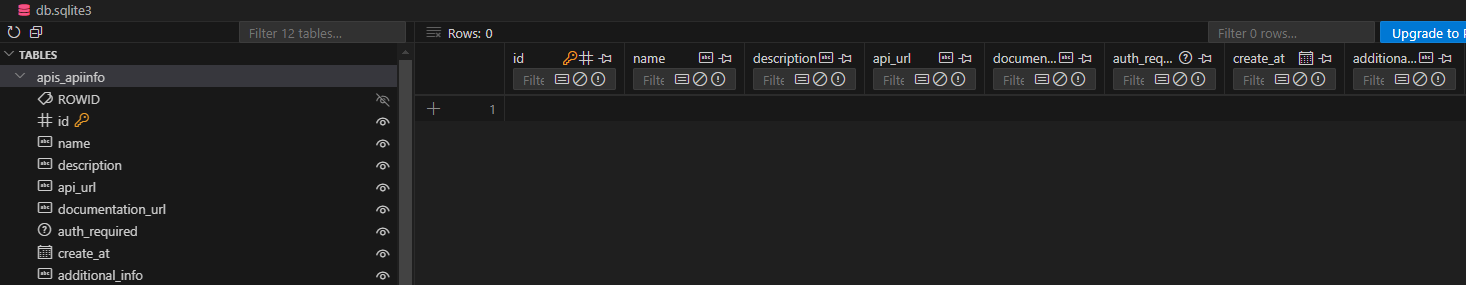 db.sqlite3
Filter 12 tables...
Rows: 0
Filter 0 rows...
Upgrade to P
TABLES
id
name
description
api_url
documen...
auth_req...
create_at
additiona...
Filte
Filte
Filte
Filte
Filte
Filte
Filte
Filte
1
apis_apiinfo
ROWID
id
name
description
api_url
documentation_url
auth_required
create_at
additional_info